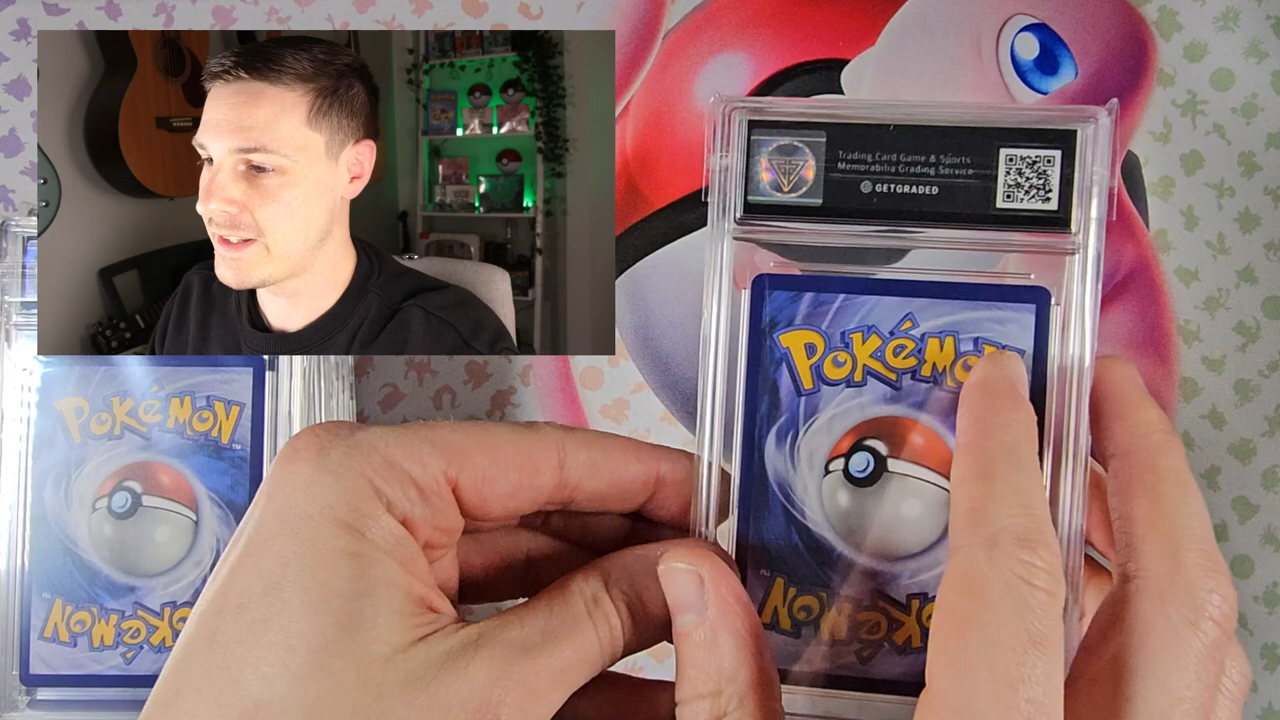 Trading Card Game & Sports
Memorabilia Grading Service
GETGRADED
POKéMON
POKéMON
POKéMON
POKéMON